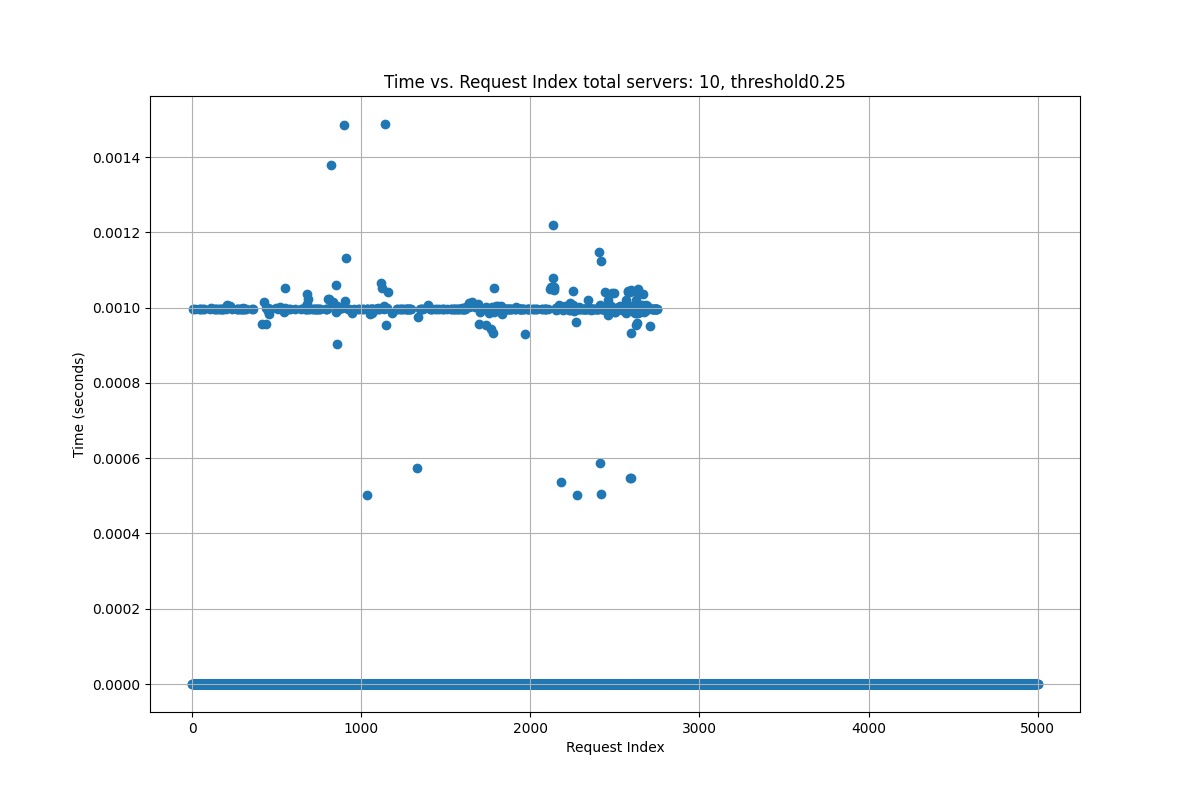 Time vs. Request Index total servers: 10, threshold0.25
0.0014
0.0012
0.0010
0.0008
0.0006
0.0004
0.0002
0.0000
Time (seconds)
0 1000 2000 3000 4000 5000
Request Index